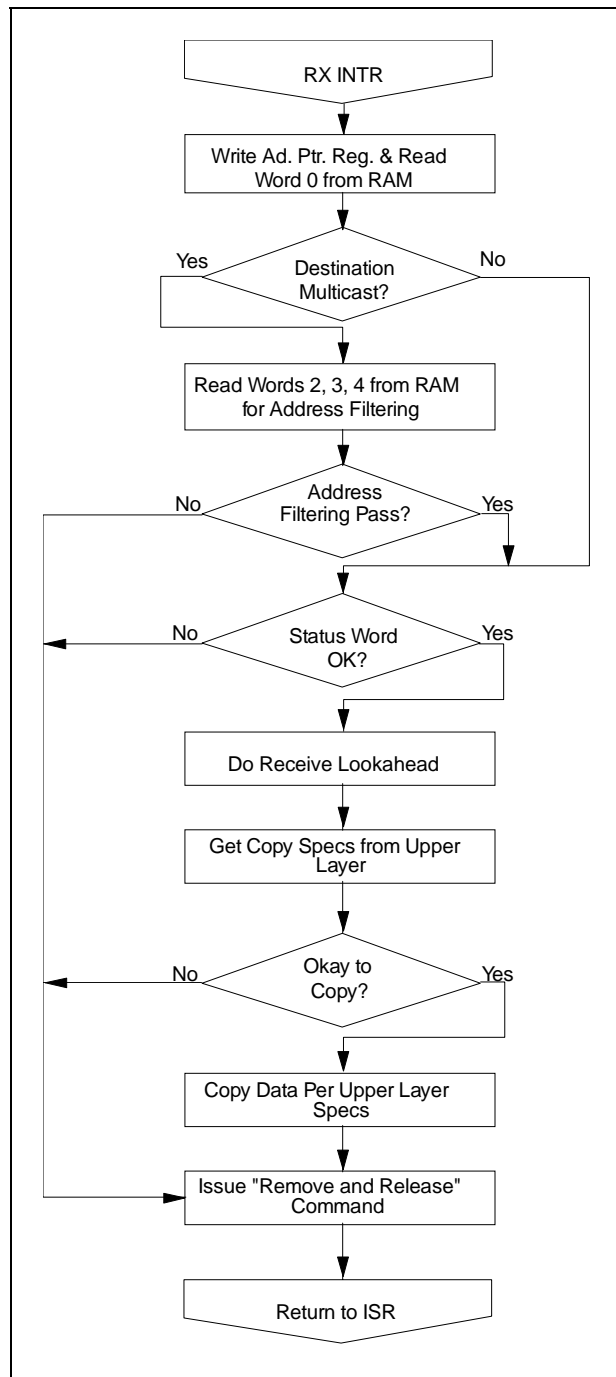 RX INTR
Write Ad. Ptr. Reg. & Read
Word 0 from RAM
Yes
No
Destination
Multicast?
Read Words 2, 3, 4 from RAM
for Address Filtering
No
Address
Yes
Filtering Pass?
No
Status Word
Yes
OK?
Do Receive Lookahead
Get Copy Specs from Upper
Layer
No
Okay to
Yes
Copy?
Copy Data Per Upper Layer
Specs
Issue "Remove and Release"
Command
Return to ISR